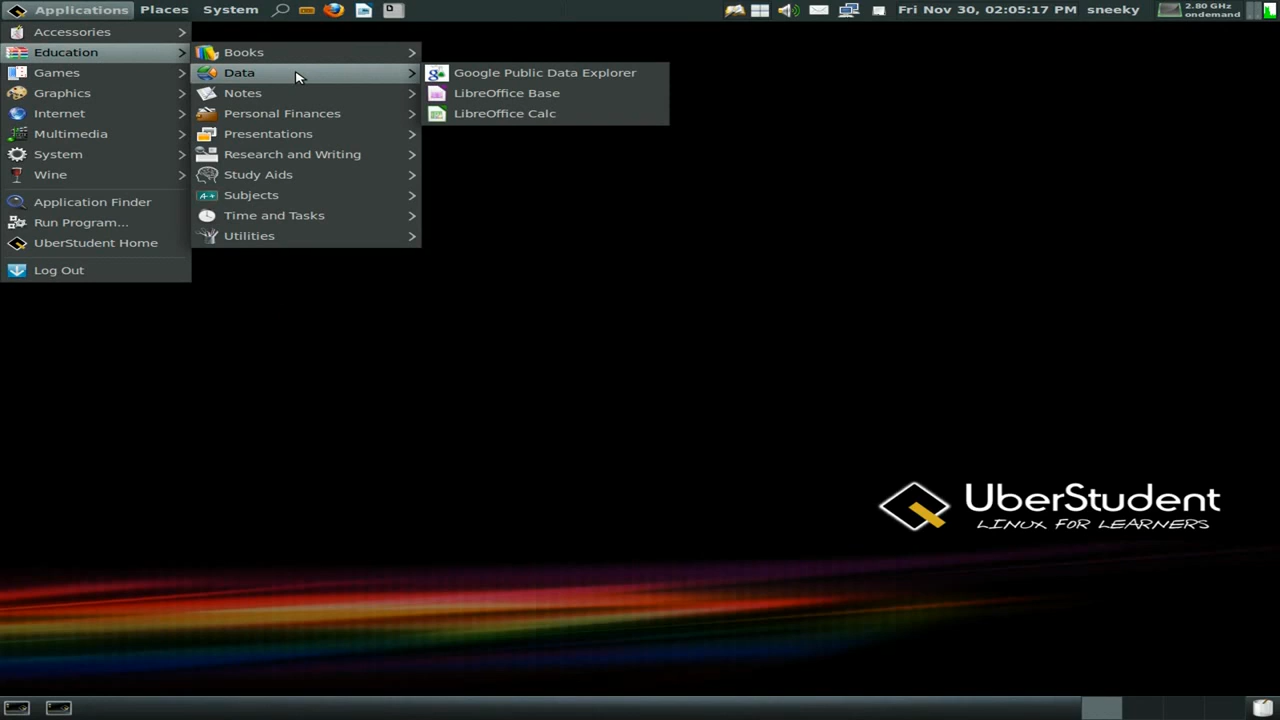 Applications Places System Fri Nov 30, 02:05:17 PM sneeky 2.80 GHz
ondemand
Accessories
Education
Games
Graphics
Internet
Multimedia
System
Wine
Application Finder
Run Program...
UberStudent Home
Log Out
Books
Data
Notes
Personal Finances
Presentations
Research and Writing
Study Aids
Subjects
Time and Tasks
Utilities
Google Public Data Explorer
LibreOffice Base
LibreOffice Calc
UberStudent
LINUX FOR LEARNERS